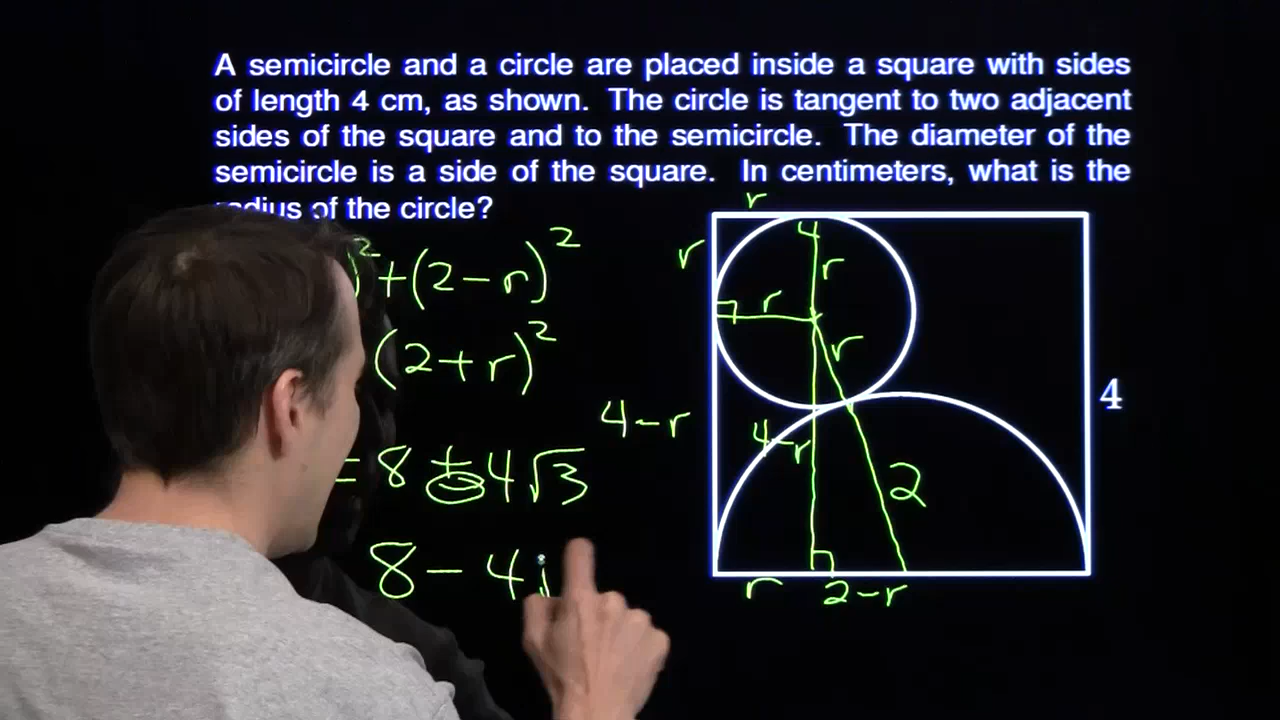 A semicircle and a circle are placed inside a square with sides
of length 4 cm, as shown. The circle is tangent to two adjacent
sides of the square and to the semicircle. The diameter of the
semicircle is a side of the square. In centimeters, what is the
of the circle?
r
)² + (2 - r)²
r
r
r
(2 + r)²
r
4
4 - r
4 - r
= 8 ± 4√3
2
8 - 4
r
2 - r